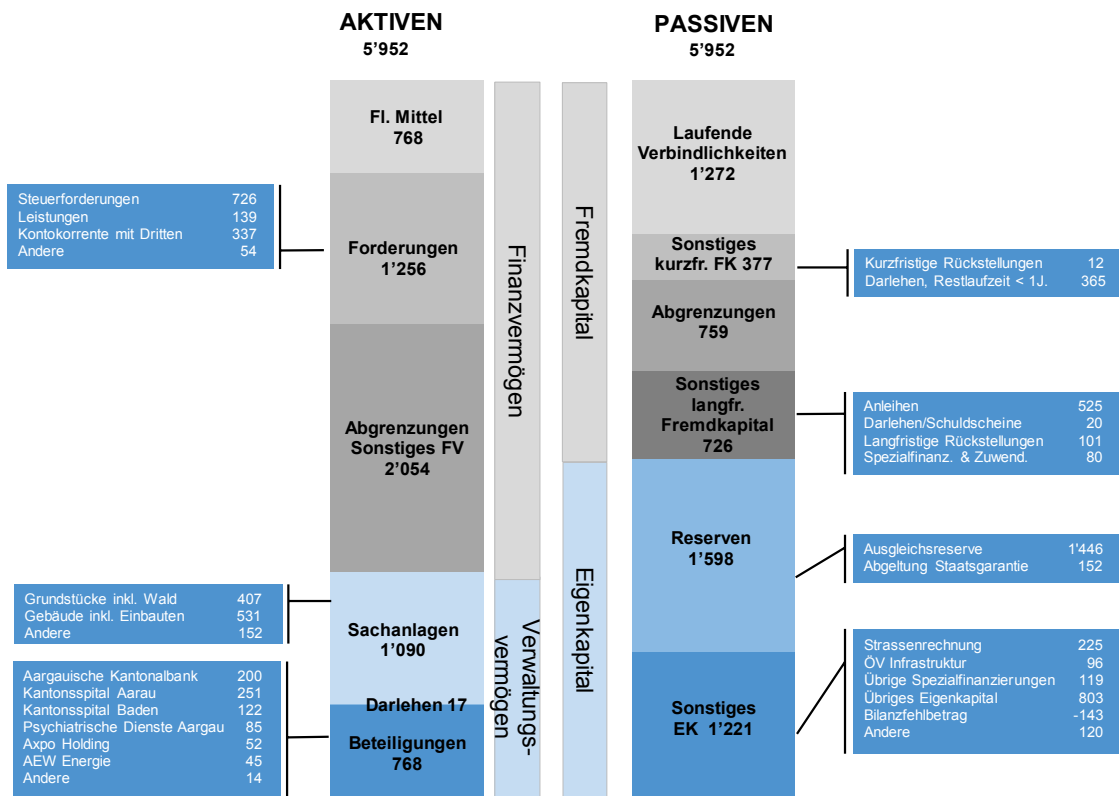 AKTIVEN
5’952
PASSIVEN
5’952
Fl. Mittel
768
Forderungen
1’256
Abgrenzungen
Sonstiges FV
2’054
Sachanlagen
1’090
Darlehen 17
Beteiligungen
768
Steuerforderungen 726
Leistungen 139
Kontokorrente mit Dritten 337
Andere 54
Grundstücke inkl. Wald 407
Gebäude inkl. Einbauten 531
Andere 152
Aargauische Kantonalbank 200
Kantonsspital Aarau 251
Kantonsspital Baden 122
Psychiatrische Dienste Aargau 85
Axpo Holding 52
AEW Energie 45
Andere 14
Finanzvermögen
Verwaltungs-
vermögen
Fremdkapital
Eigenkapital
Laufende
Verbindlichkeiten
1’272
Sonstiges
kurzfr. FK 377
Abgrenzungen
759
Sonstiges
langfr.
Fremdkapital
726
Reserven
1’598
Sonstiges
EK 1’221
Kurzfristige Rückstellungen 12
Darlehen, Restlaufzeit < 1J. 365
Anleihen 525
Darlehen/Schuldscheine 20
Langfristige Rückstellungen 101
Spezialfinanz. & Zuwend. 80
Ausgleichsreserve 1'446
Abgeltung Staatsgarantie 152
Strassenrechnung 225
ÖV Infrastruktur 96
Übrige Spezialfinanzierungen 119
Übriges Eigenkapital 803
Bilanzfehlbetrag -143
Andere 120